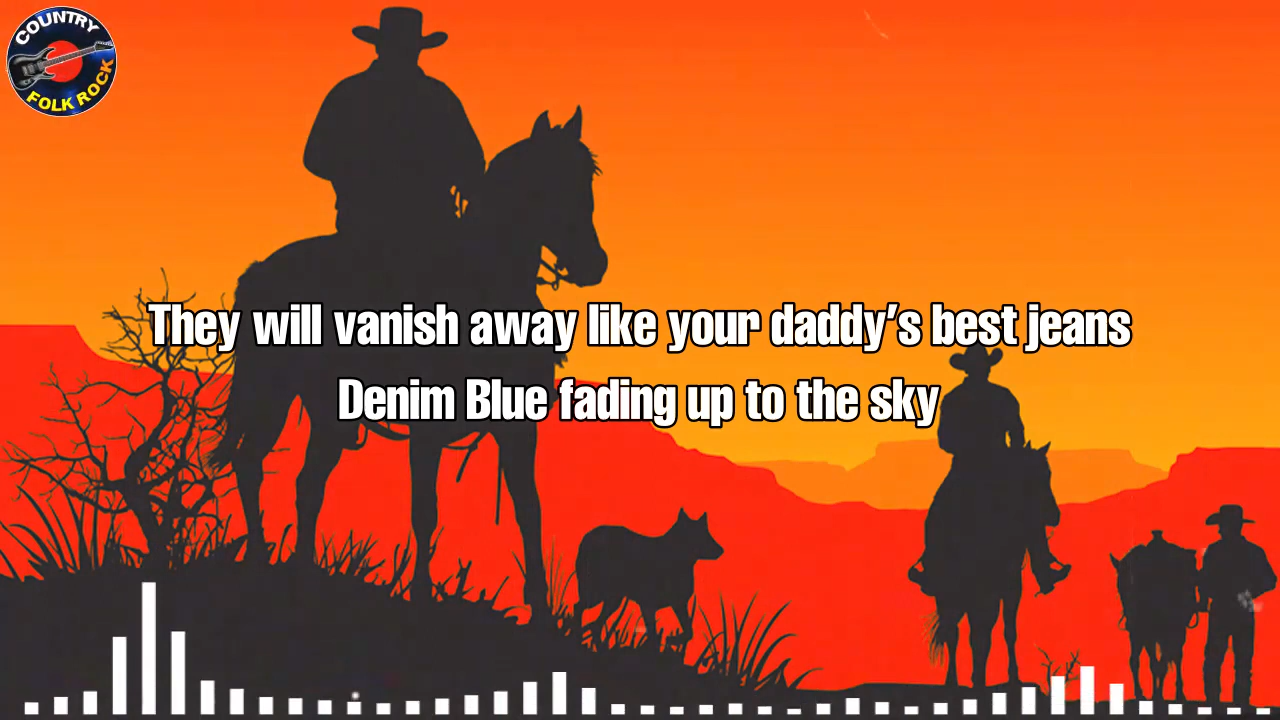 COUNTRY
FOLK ROCK
They will vanish away like your daddy's best jeans
Denim Blue fading up to the sky